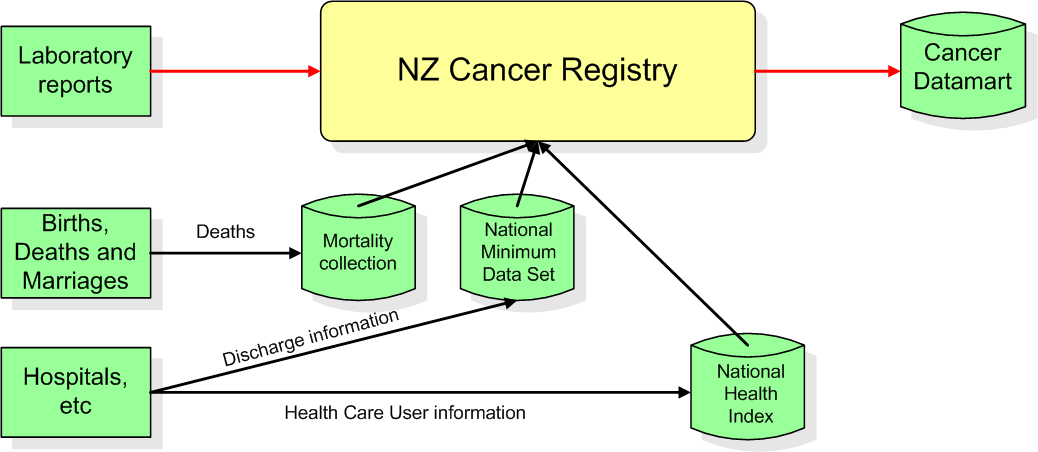 Laboratory
reports
NZ Cancer Registry
Cancer
Datamart
Births,
Deaths and
Marriages
Deaths
Mortality
collection
National
Minimum
Data Set
Discharge information
Hospitals,
etc
Health Care User information
National
Health
Index